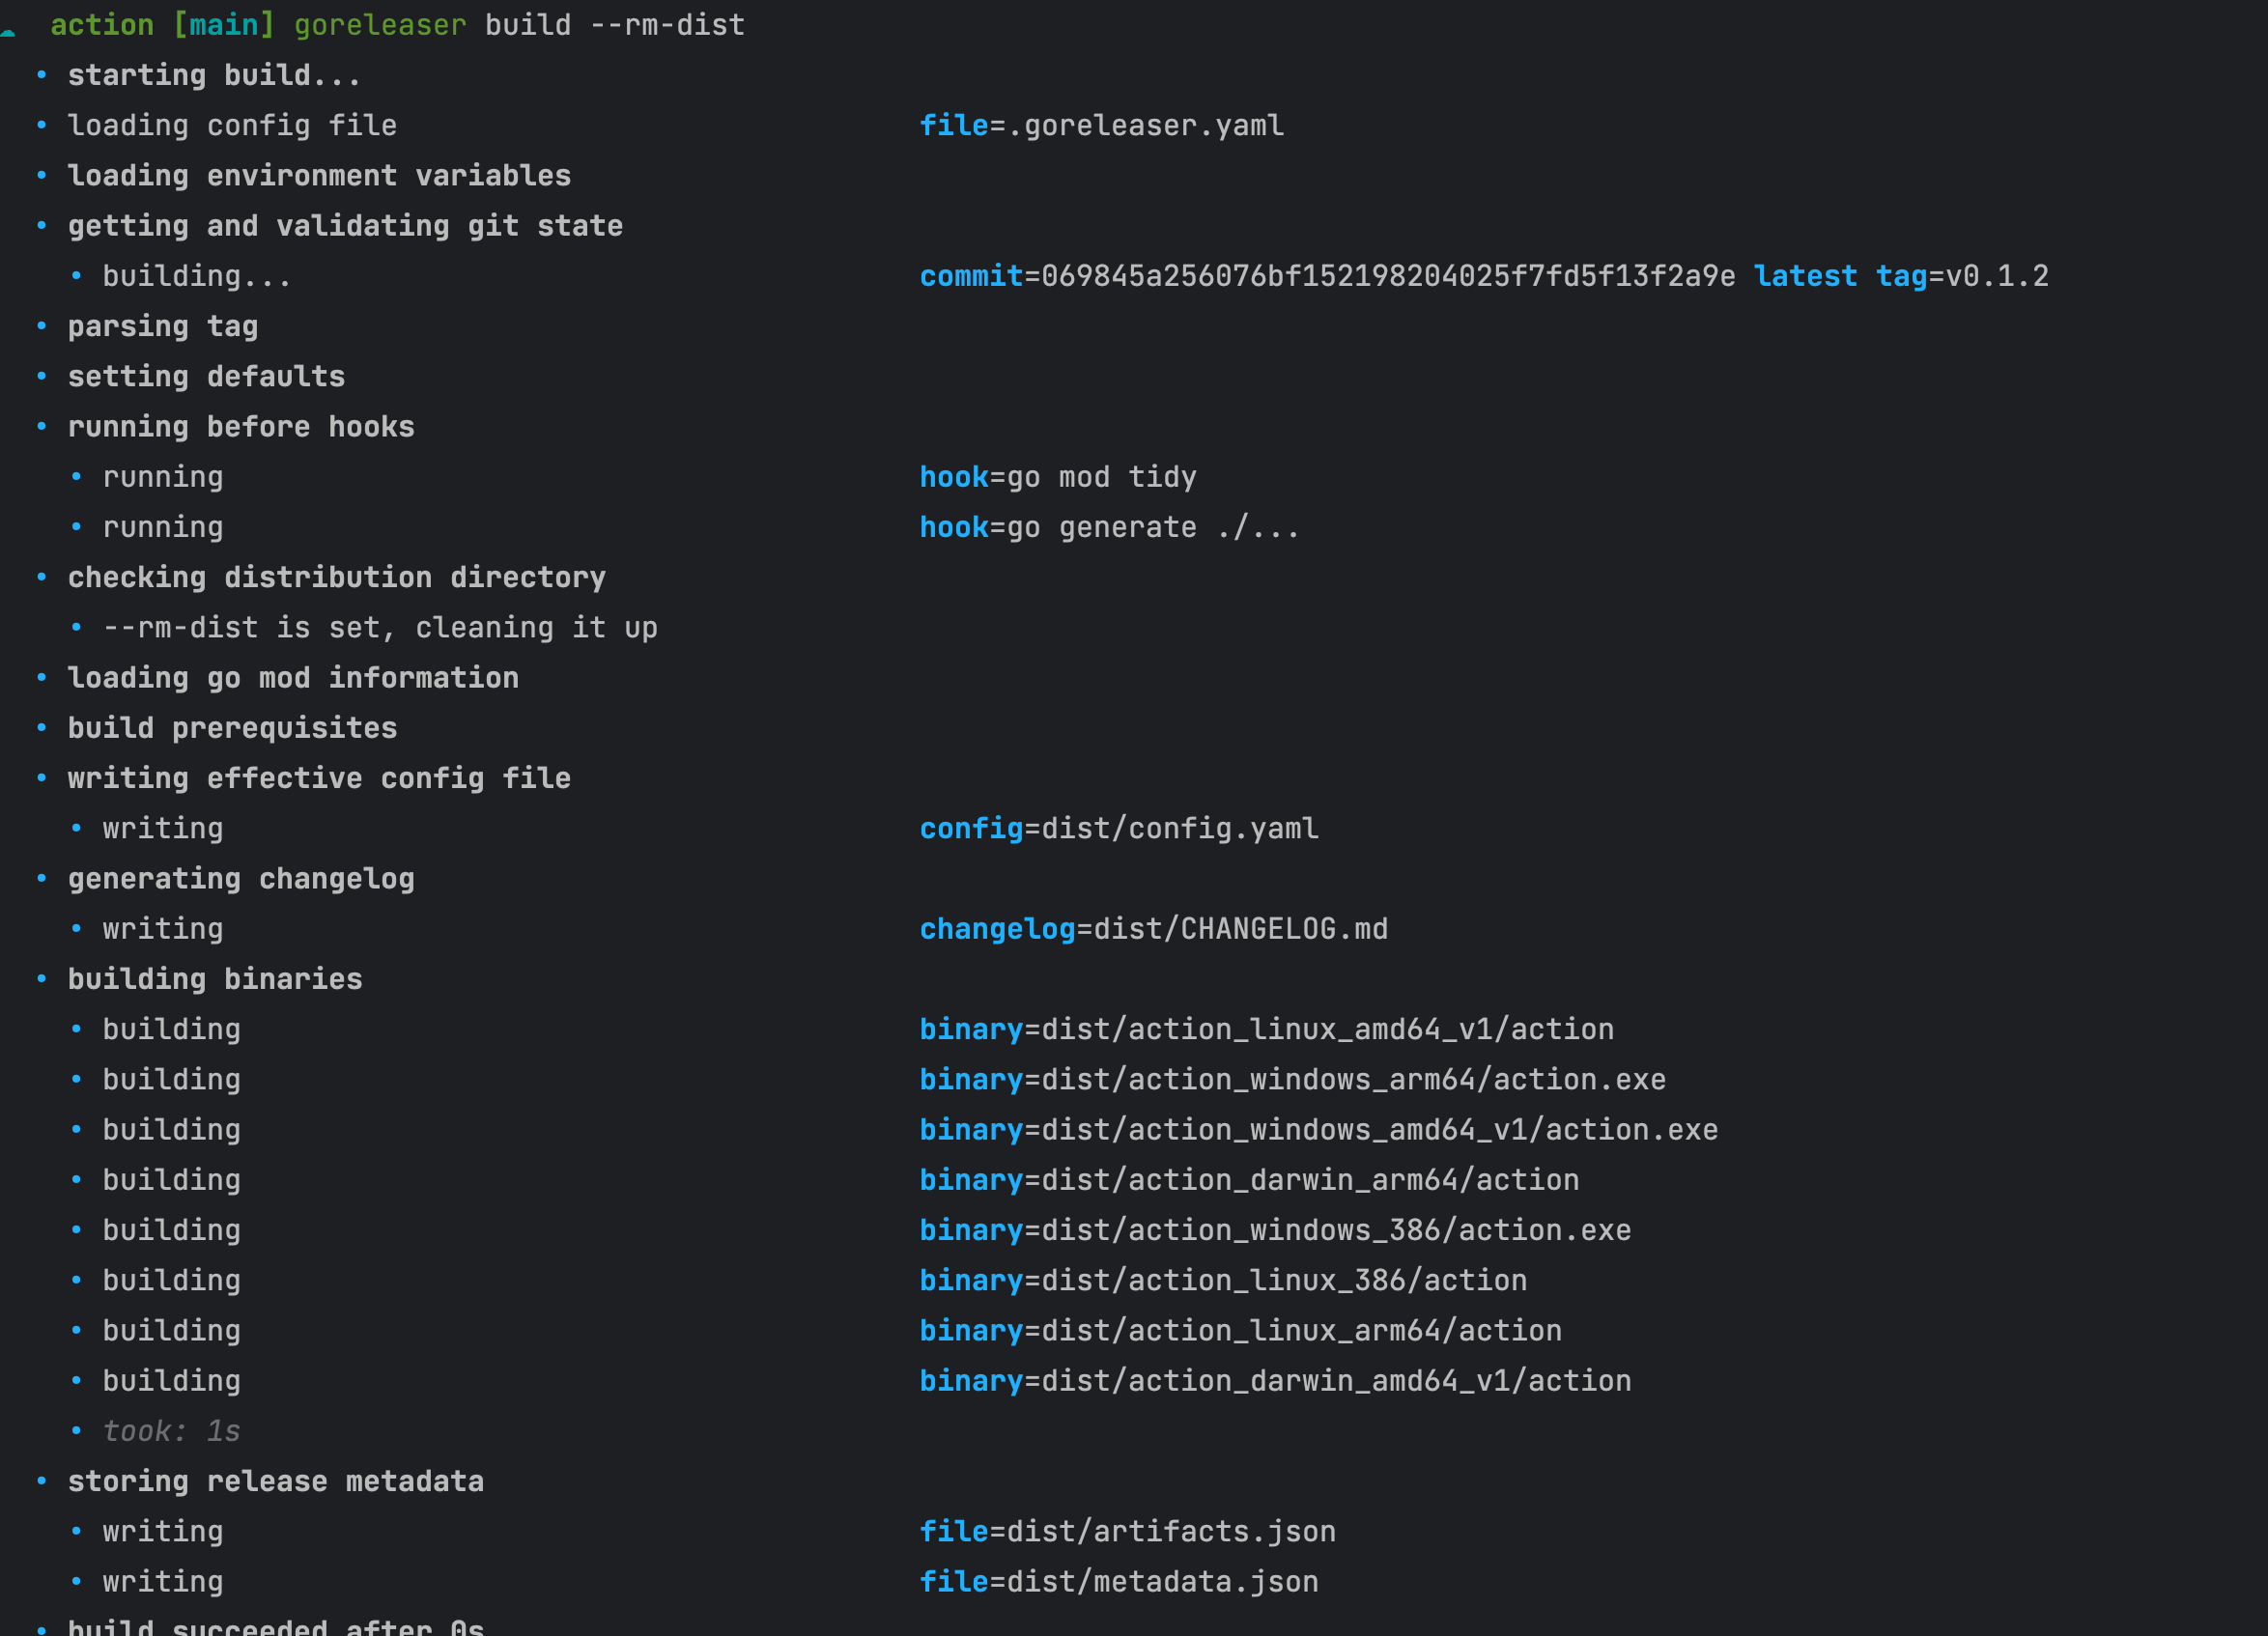 action [main] goreleaser build --rm-dist
• starting build...
• loading config file file=.goreleaser.yaml
• loading environment variables
• getting and validating git state
• building... commit=069845a256076bf152198204025f7fd5f13f2a9e latest tag=v0.1.2
• parsing tag
• setting defaults
• running before hooks
• running hook=go mod tidy
• running hook=go generate ./...
• checking distribution directory
• --rm-dist is set, cleaning it up
• loading go mod information
• build prerequisites
• writing effective config file
• writing config=dist/config.yaml
• generating changelog
• writing changelog=dist/CHANGELOG.md
• building binaries
• building binary=dist/action_linux_amd64_v1/action
• building binary=dist/action_windows_arm64/action.exe
• building binary=dist/action_windows_amd64_v1/action.exe
• building binary=dist/action_darwin_arm64/action
• building binary=dist/action_windows_386/action.exe
• building binary=dist/action_linux_386/action
• building binary=dist/action_linux_arm64/action
• building binary=dist/action_darwin_amd64_v1/action
• took: 1s
• storing release metadata
• writing file=dist/artifacts.json
• writing file=dist/metadata.json
• build succeeded after 0s